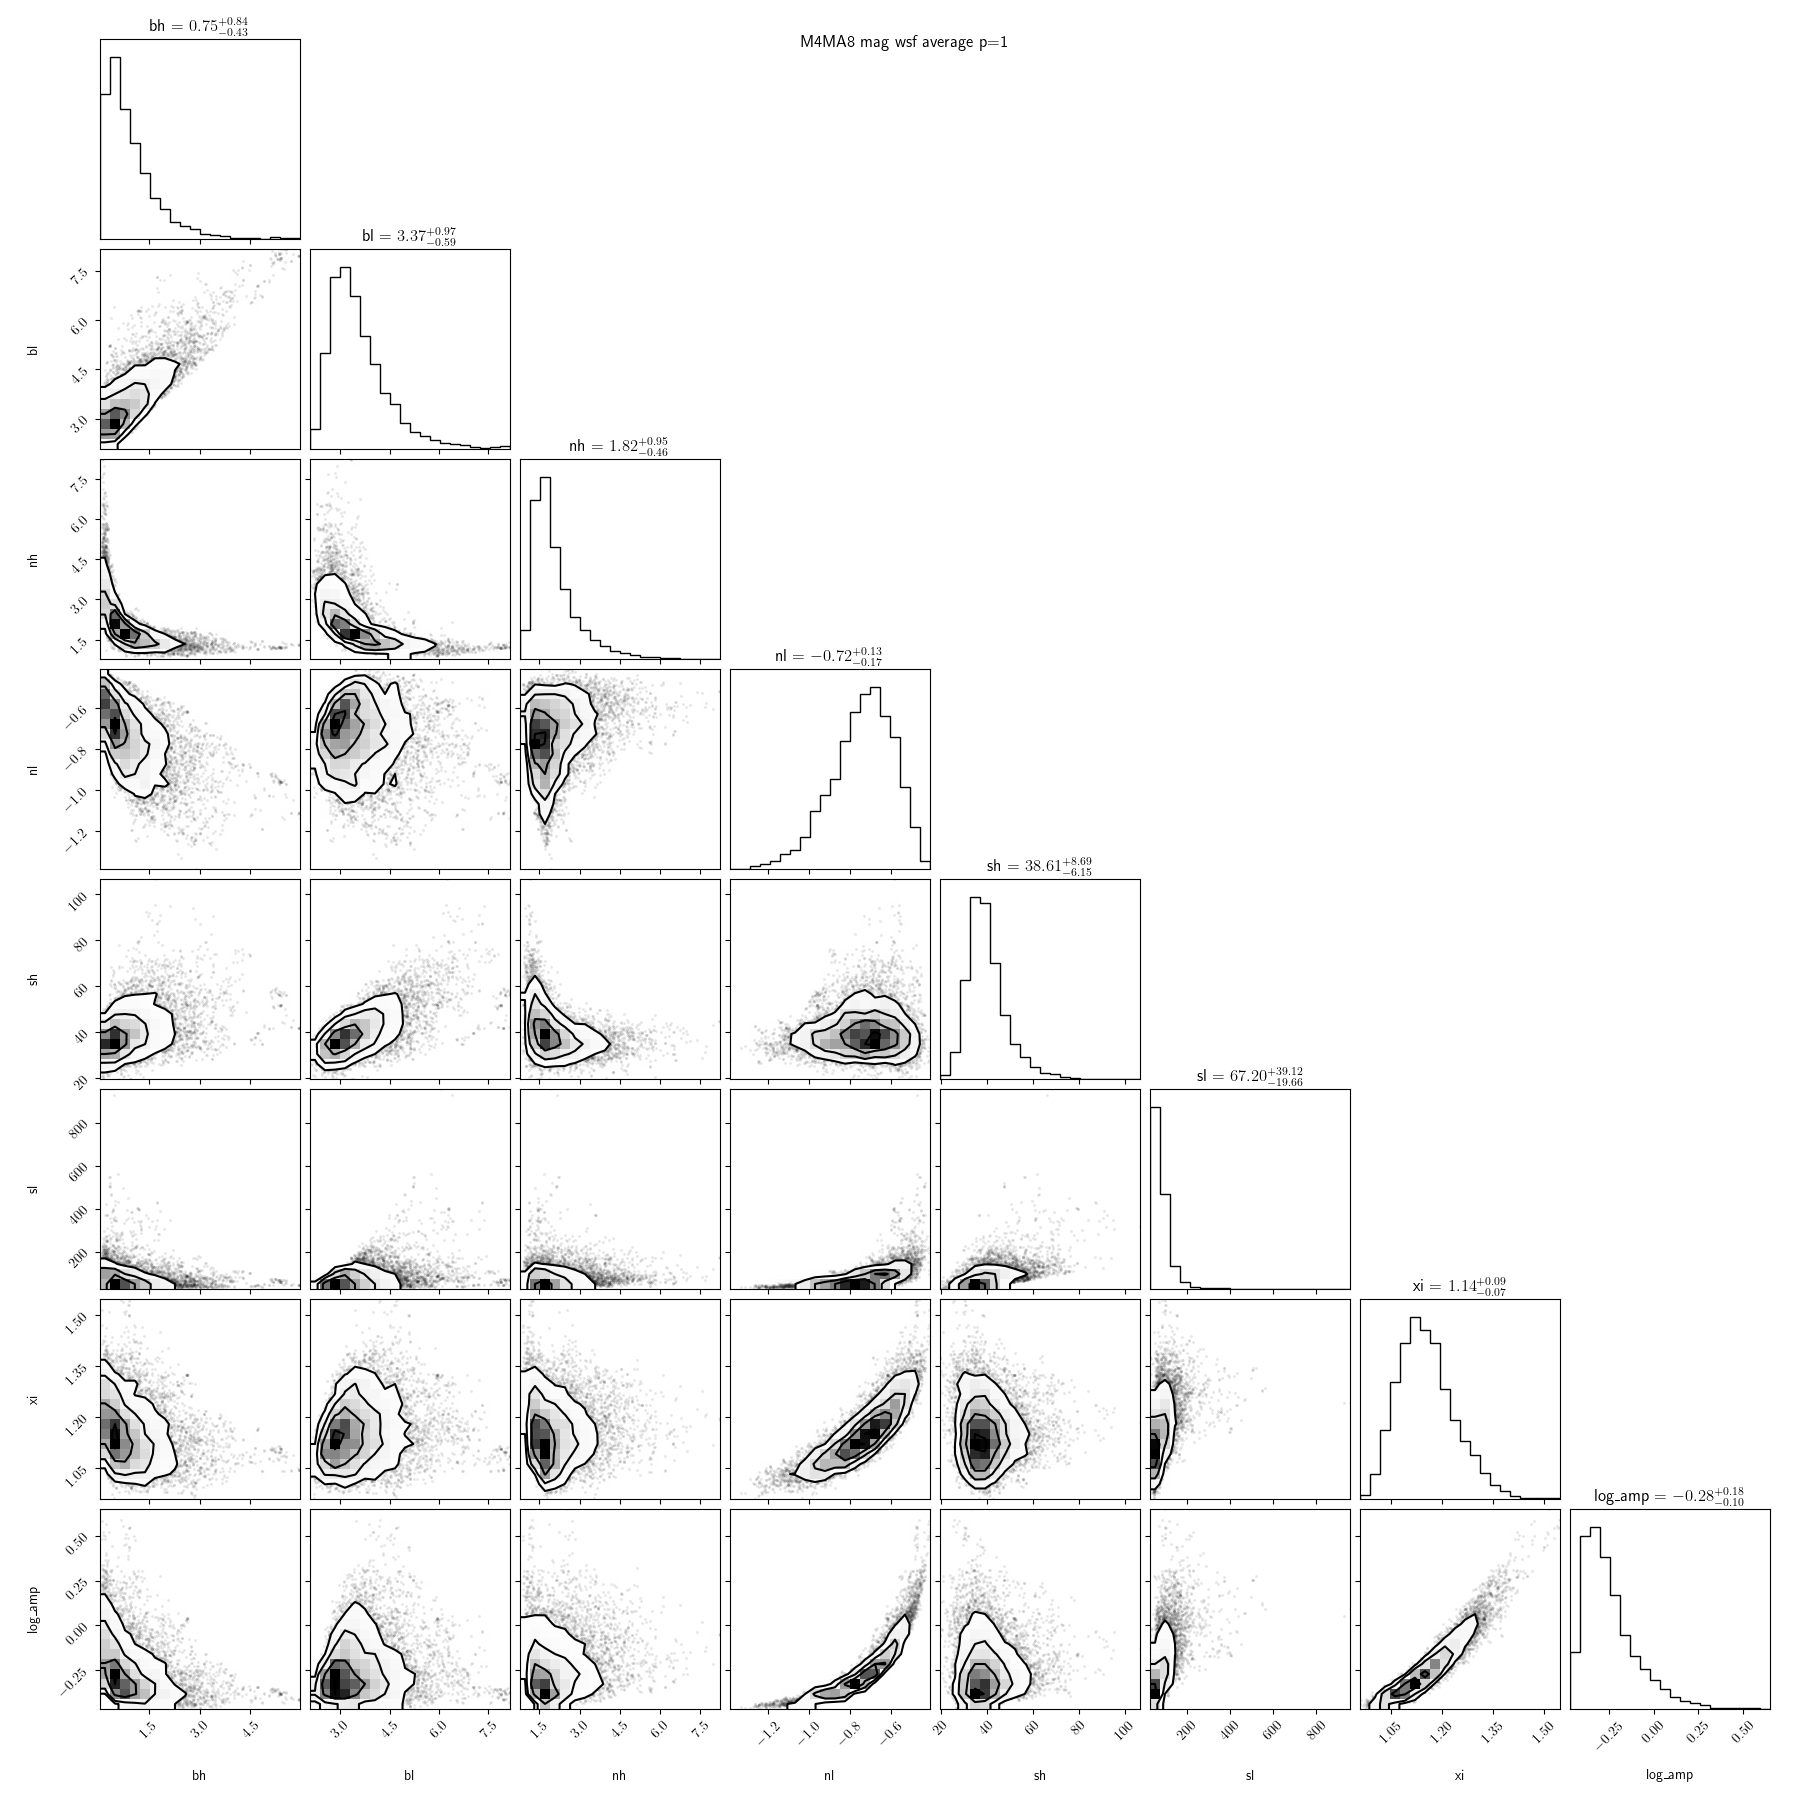 M4MA8 mag wsf average p=1
bh = 0.75+0.84−0.43
bl = 3.37+0.97−0.59
7.5
6.0
4.5
3.0
bl
nh = 1.82+0.95−0.46
7.5
6.0
4.5
3.0
1.5
nh
nl = −0.72+0.13−0.17
−0.6
−0.8
−1.0
−1.2
nl
sh = 38.61+8.69−6.15
100
80
60
40
20
sh
sl = 67.20+39.12−19.66
800
600
400
200
sl
xi = 1.14+0.09−0.07
1.50
1.35
1.20
1.05
xi
log_amp = −0.28+0.18−0.10
0.50
0.25
0.00
−0.25
log_amp
1.5 3.0 4.5 3.0 4.5 6.0 7.5 1.5 3.0 4.5 6.0 7.5 −1.2 −1.0 −0.8 −0.6 20 40 60 80 100 200 400 600 800 1.05 1.20 1.35 1.50 −0.25 0.00 0.25 0.50
bh bl nh nl sh sl xi log_amp